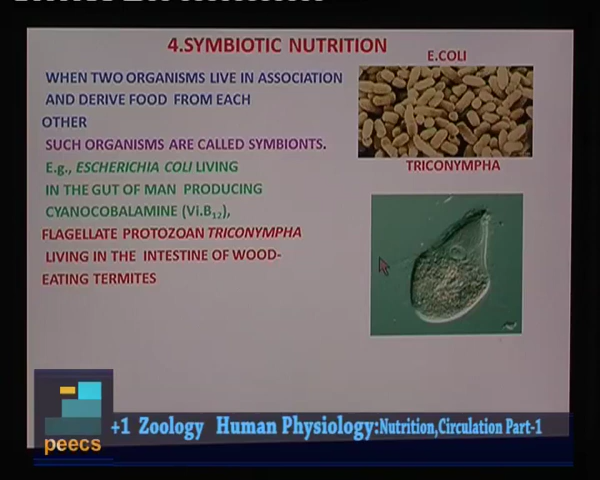 4.SYMBIOTIC NUTRITION
E.COLI
WHEN TWO ORGANISMS LIVE IN ASSOCIATION
AND DERIVE FOOD FROM EACH
OTHER
SUCH ORGANISMS ARE CALLED SYMBIONTS.
E.g., ESCHERICHIA COLI LIVING
IN THE GUT OF MAN PRODUCING
CYANOCOBALAMINE (Vi.B12),
FLAGELLATE PROTOZOAN TRICONYMPHA
LIVING IN THE INTESTINE OF WOOD-
EATING TERMITES
TRICONYMPHA
peecs
+1 Zoology Human Physiology:Nutrition,Circulation Part-1